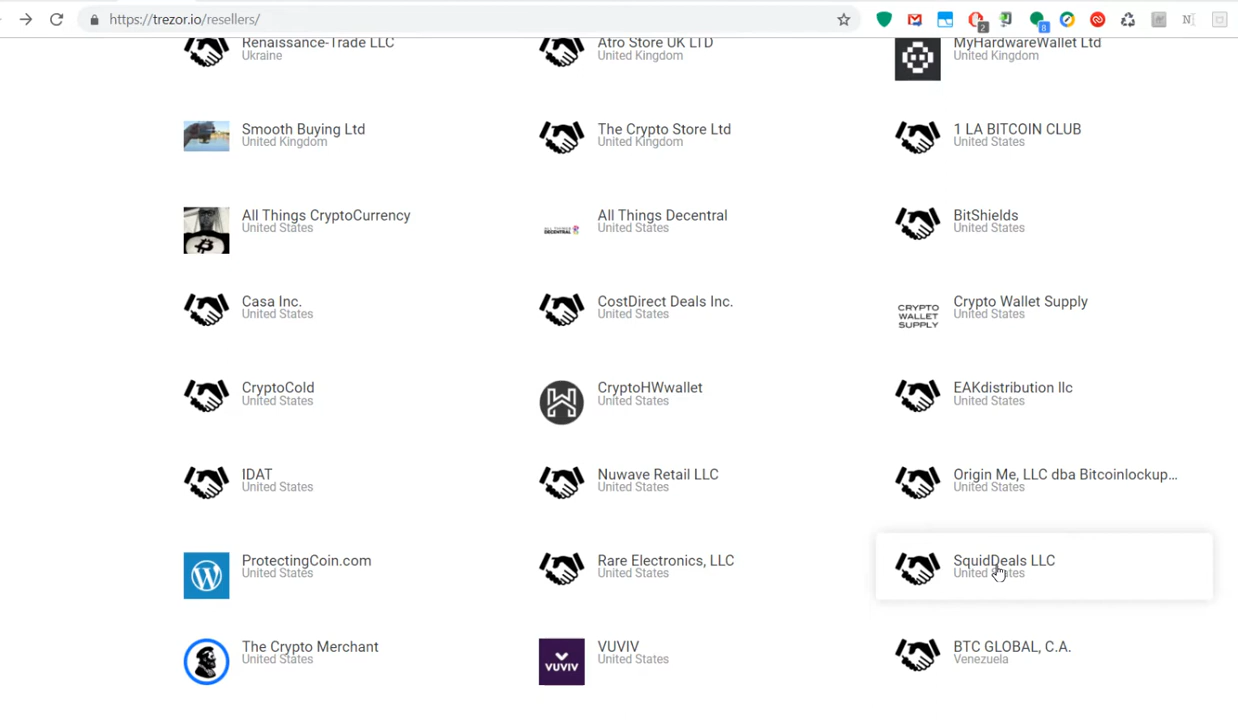 https://trezor.io/resellers/
2
8
N
Renaissance-Trade LLC
Ukraine
Atro Store UK LTD
United Kingdom
MyHardwareWallet Ltd
United Kingdom
Smooth Buying Ltd
United Kingdom
The Crypto Store Ltd
United Kingdom
1 LA BITCOIN CLUB
United States
All Things CryptoCurrency
United States
ALL THINGS
DECENTRAL
All Things Decentral
United States
BitShields
United States
Casa Inc.
United States
CostDirect Deals Inc.
United States
CRYPTO
WALLET
SUPPLY
Crypto Wallet Supply
United States
CryptoCold
United States
CryptoHWwallet
United States
EAKdistribution llc
United States
IDAT
United States
Nuwave Retail LLC
United States
Origin Me, LLC dba Bitcoinlockup...
United States
ProtectingCoin.com
United States
Rare Electronics, LLC
United States
SquidDeals LLC
United States
The Crypto Merchant
United States
VUVIV
VUVIV
United States
BTC GLOBAL, C.A.
Venezuela